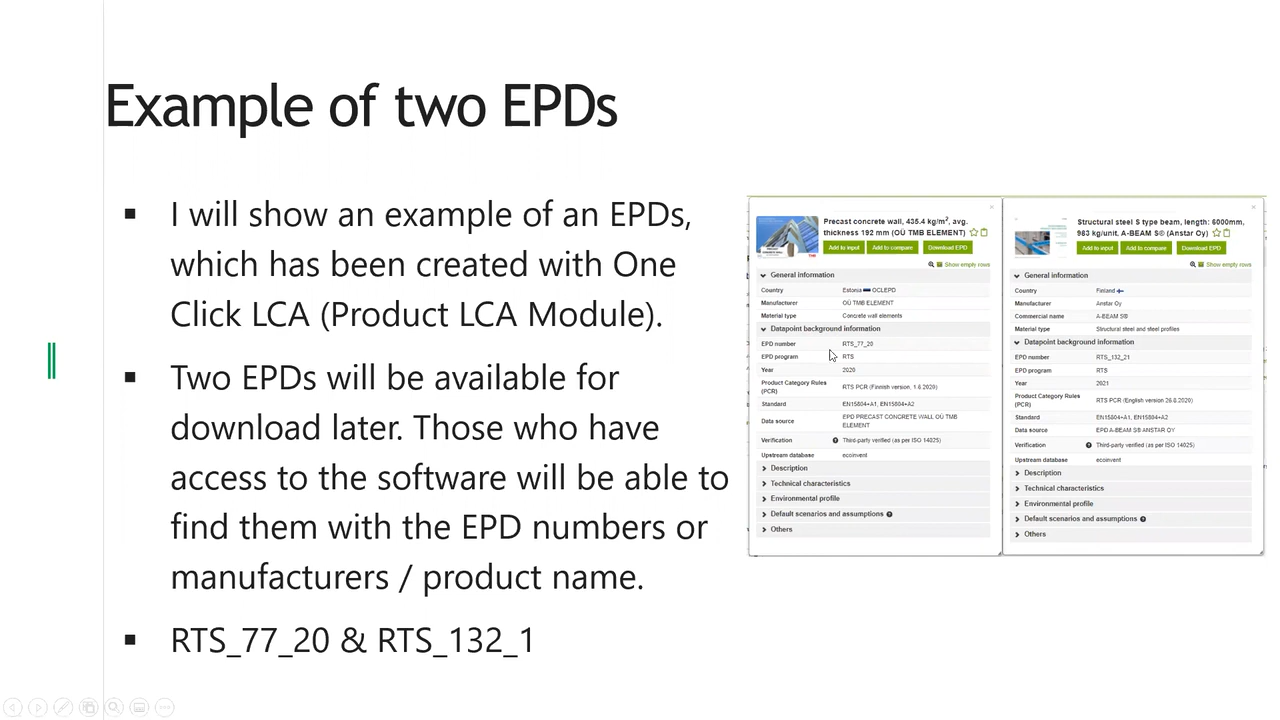 Example of two EPDs
▪ I will show an example of an EPDs,
which has been created with One
Click LCA (Product LCA Module).
▪ Two EPDs will be available for
download later. Those who have
access to the software will be able to
find them with the EPD numbers or
manufacturers / product name.
▪ RTS_77_20 & RTS_132_1
Precast concrete wall, 435.4 kg/m², avg.
thickness 192 mm (OÜ TMB ELEMENT)
Add to input Add to compare Download EPD
Show empty rows
General information
Country Estonia OCLEPD
Manufacturer OÜ TMB ELEMENT
Material type Concrete wall elements
Datapoint background information
EPD number RTS_77_20
EPD program RTS
Year 2020
Product Category Rules
(PCR) RTS PCR (Finnish version, 1.6.2020)
Standard EN15804+A1, EN15804+A2
Data source EPD PRECAST CONCRETE WALL OÜ TMB
ELEMENT
Verification Third-party verified (as per ISO 14025)
Upstream database ecoinvent
Description
Technical characteristics
Environmental profile
Default scenarios and assumptions
Others
Structural steel S type beam, length: 6000mm,
983 kg/unit, A-BEAM S® (Anstar Oy)
Add to input Add to compare Download EPD
Show empty rows
General information
Country Finland
Manufacturer Anstar Oy
Commercial name A-BEAM S®
Material type Structural steel and steel profiles
Datapoint background information
EPD number RTS_132_21
EPD program RTS
Year 2021
Product Category Rules
(PCR) RTS PCR (English version 26.8.2020)
Standard EN15804+A1, EN15804+A2
Data source EPD A-BEAM S® ANSTAR OY
Verification Third-party verified (as per ISO 14025)
Upstream database ecoinvent
Description
Technical characteristics
Environmental profile
Default scenarios and assumptions
Others